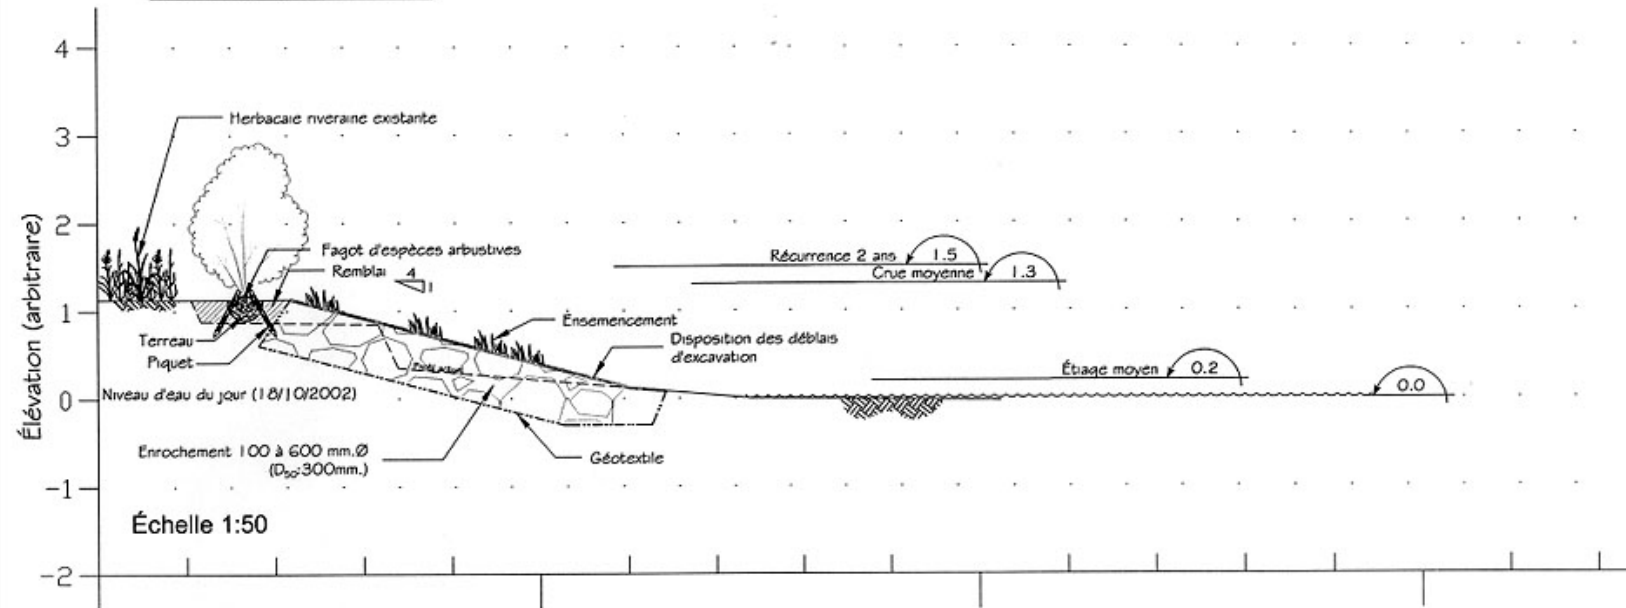 4
Herbacaie riveraine existante
3
2
Élévation (arbitraire)
Fagot d'espèces arbustives
Récurrence 2 ans 1.5
Remblai 4
1
Crue moyenne 1.3
1
Énsemencement
Terreau
Disposition des déblais
d'excavation
Piquet
Étiage moyen 0.2
0.0
Niveau d'eau du jour (18/10/2002)
0
Enrochement 100 à 600 mm.Ø
(D50:300mm.)
Géotextile
-1
Échelle 1:50
-2